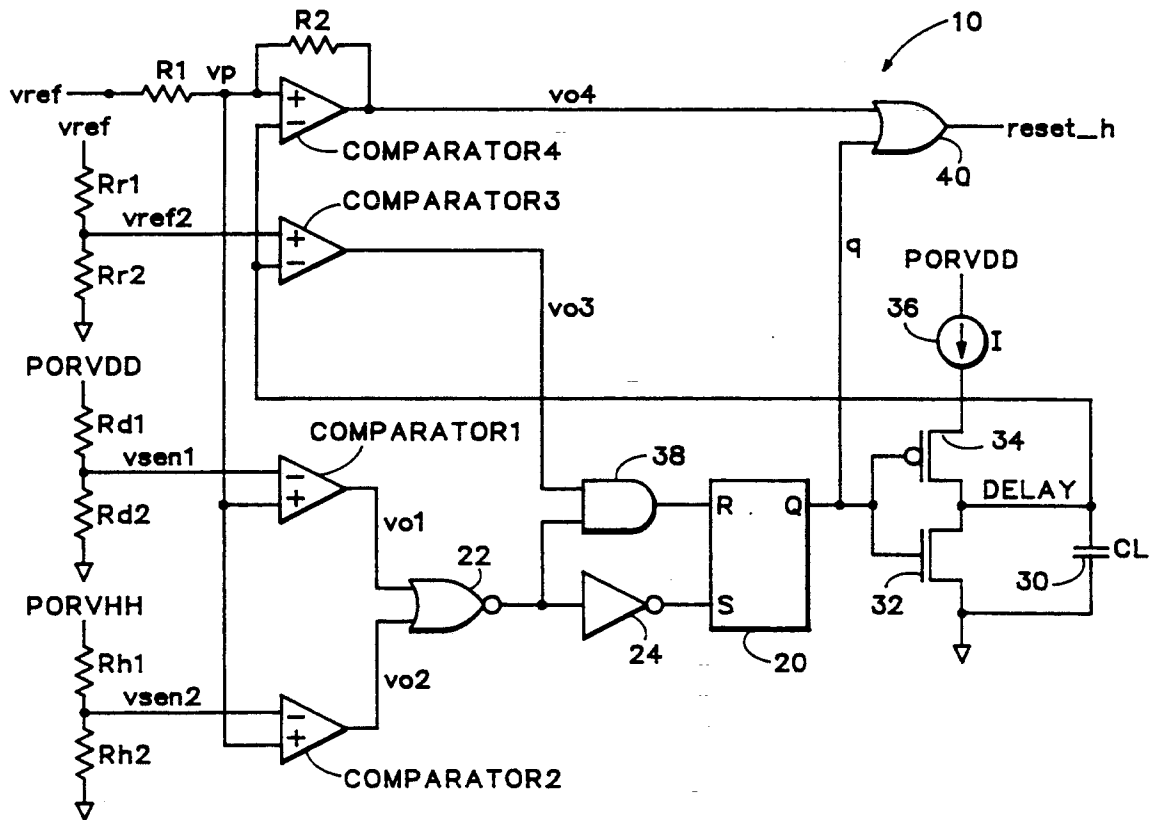 R2
10
R1
vp
vref
vo4
reset_h
vref
+
−
COMPARATOR4
40
Rr1
COMPARATOR3
vref2
+
−
q
PORVDD
Rr2
vo3
36
I
PORVDD
Rd1
COMPARATOR1
34
vsen1
−
+
38
DELAY
R
Q
Rd2
vo1
22
CL
32
30
PORVHH
S
24
20
Rh1
vo2
vsen2
−
+
Rh2
COMPARATOR2